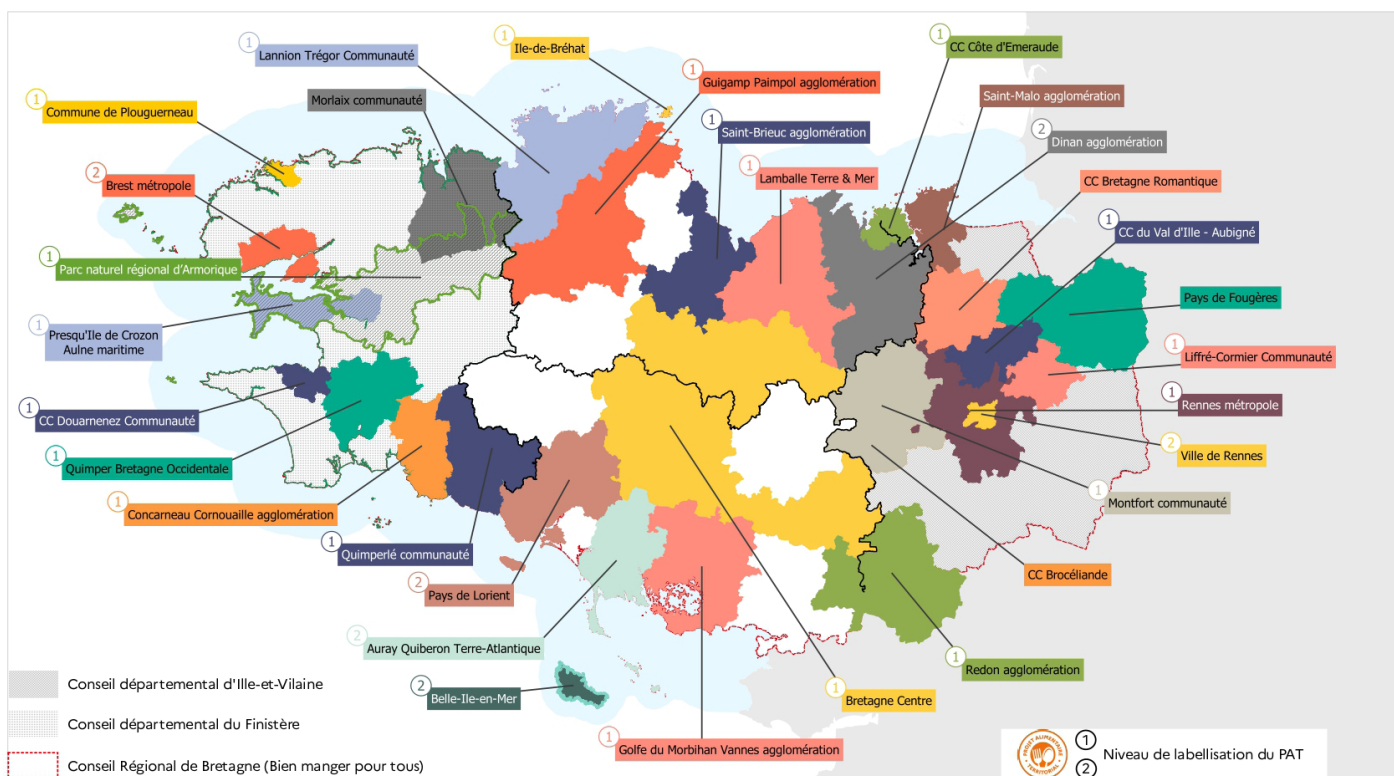 1
Lannion Trégor Communauté
1
Ile-de-Bréhat
1
CC Côte d'Emeraude
1
Guigamp Paimpol agglomération
Morlaix communauté
Saint-Malo agglomération
1
Commune de Plouguerneau
1
Saint-Brieuc agglomération
2
Dinan agglomération
1
Lamballe Terre & Mer
CC Bretagne Romantique
2
Brest métropole
1
CC du Val d'Ille - Aubigné
1
Parc naturel régional d'Armorique
Pays de Fougères
1
Presqu'Ile de Crozon
Aulne maritime
1
Liffré-Cormier Communauté
1
CC Douarnenez Communauté
1
Rennes métropole
1
Quimper Bretagne Occidentale
2
Ville de Rennes
1
Concarneau Cornouaille agglomération
1
Montfort communauté
1
Quimperlé communauté
CC Brocéliande
2
Pays de Lorient
2
Auray Quiberon Terre-Atlantique
1
Redon agglomération
2
Belle-Ile-en-Mer
1
Bretagne Centre
1
Golfe du Morbihan Vannes agglomération
Conseil départemental d'Ille-et-Vilaine
Conseil départemental du Finistère
Conseil Régional de Bretagne (Bien manger pour tous)
PROJET ALIMENTAIRE
TERRITORIAL
1
2
Niveau de labellisation du PAT